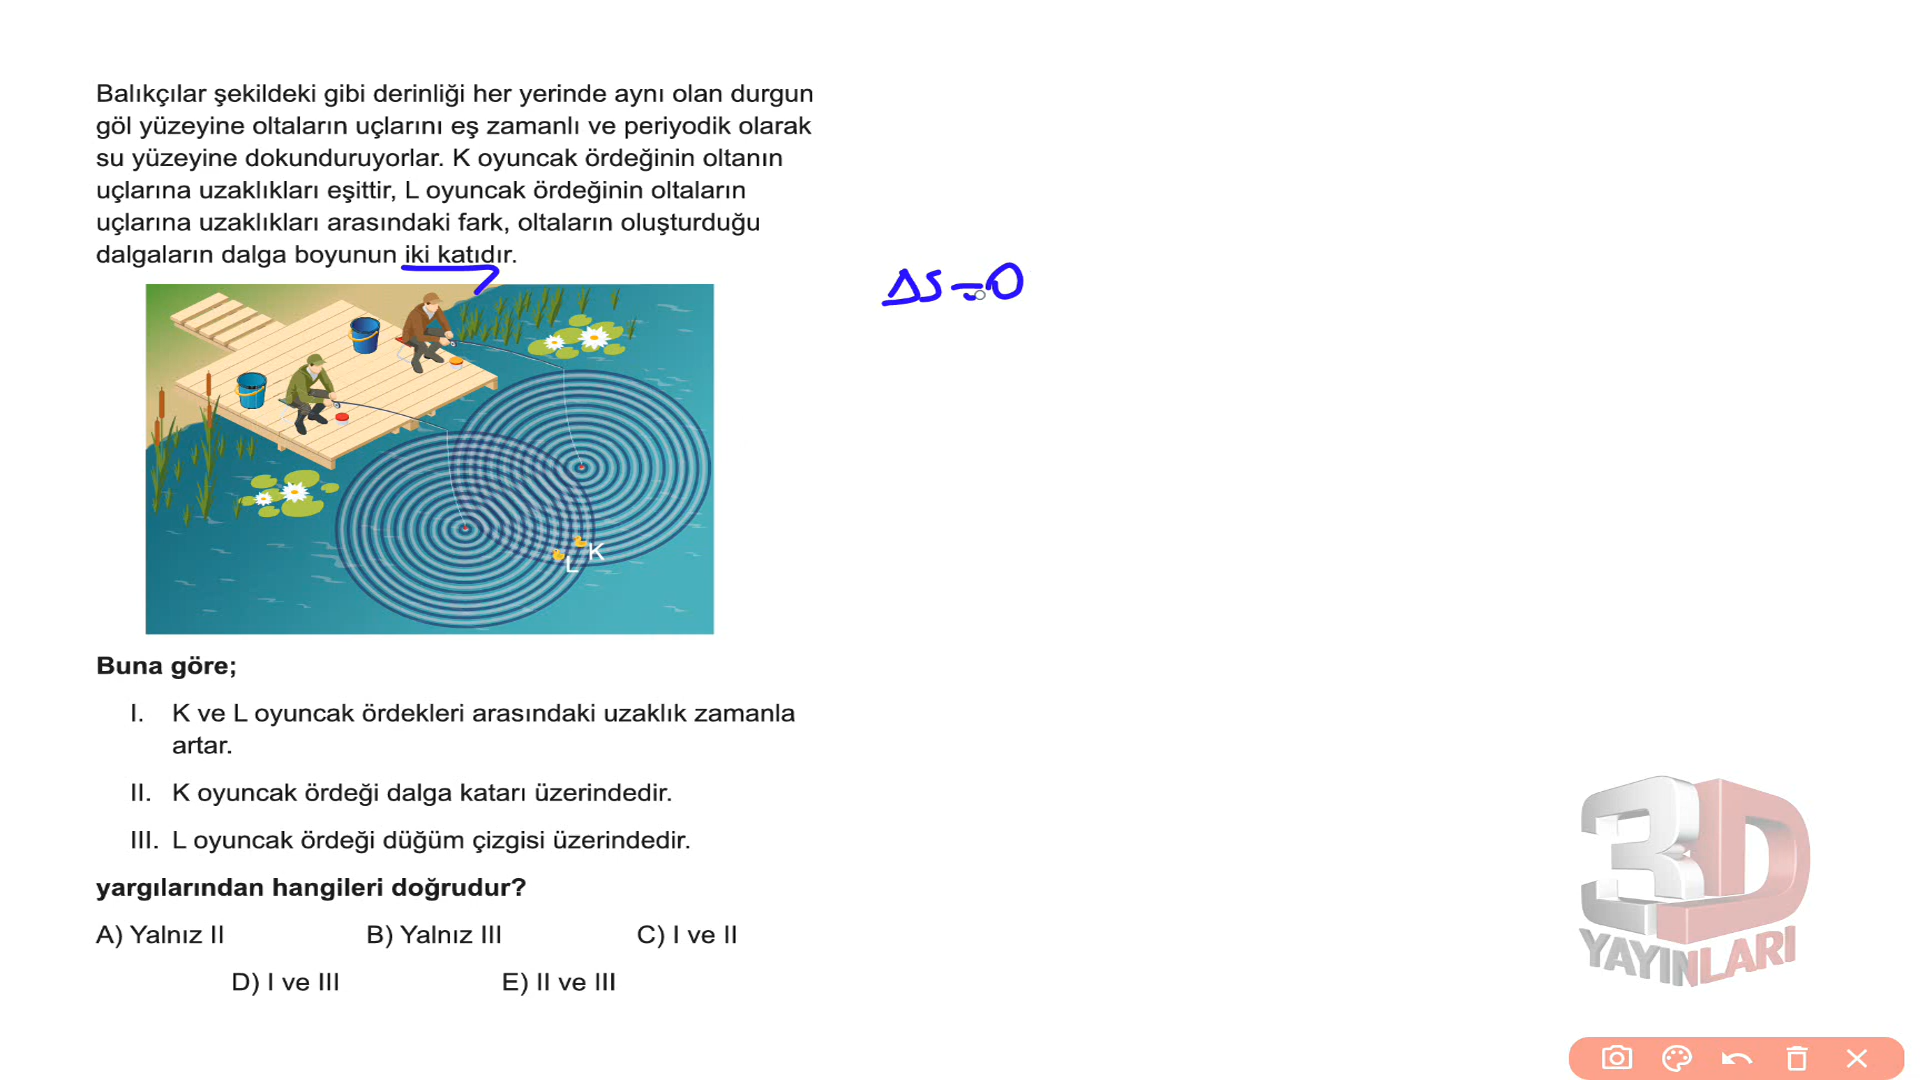 Balıkçılar şekildeki gibi derinliği her yerinde aynı olan durgun
göl yüzeyine oltaların uçlarını eş zamanlı ve periyodik olarak
su yüzeyine dokunduruyorlar. K oyuncak ördeğinin oltanın
uçlarına uzaklıkları eşittir, L oyuncak ördeğinin oltaların
uçlarına uzaklıkları arasındaki fark, oltaların oluşturduğu
dalgaların dalga boyunun iki katıdır.
ΔS=0
K
L
Buna göre;
I. K ve L oyuncak ördekleri arasındaki uzaklık zamanla
artar.
II. K oyuncak ördeği dalga katarı üzerindedir.
III. L oyuncak ördeği düğüm çizgisi üzerindedir.
yargılarından hangileri doğrudur?
A) Yalnız II B) Yalnız III C) I ve II
D) I ve III E) II ve III
3D
YAYINLARI